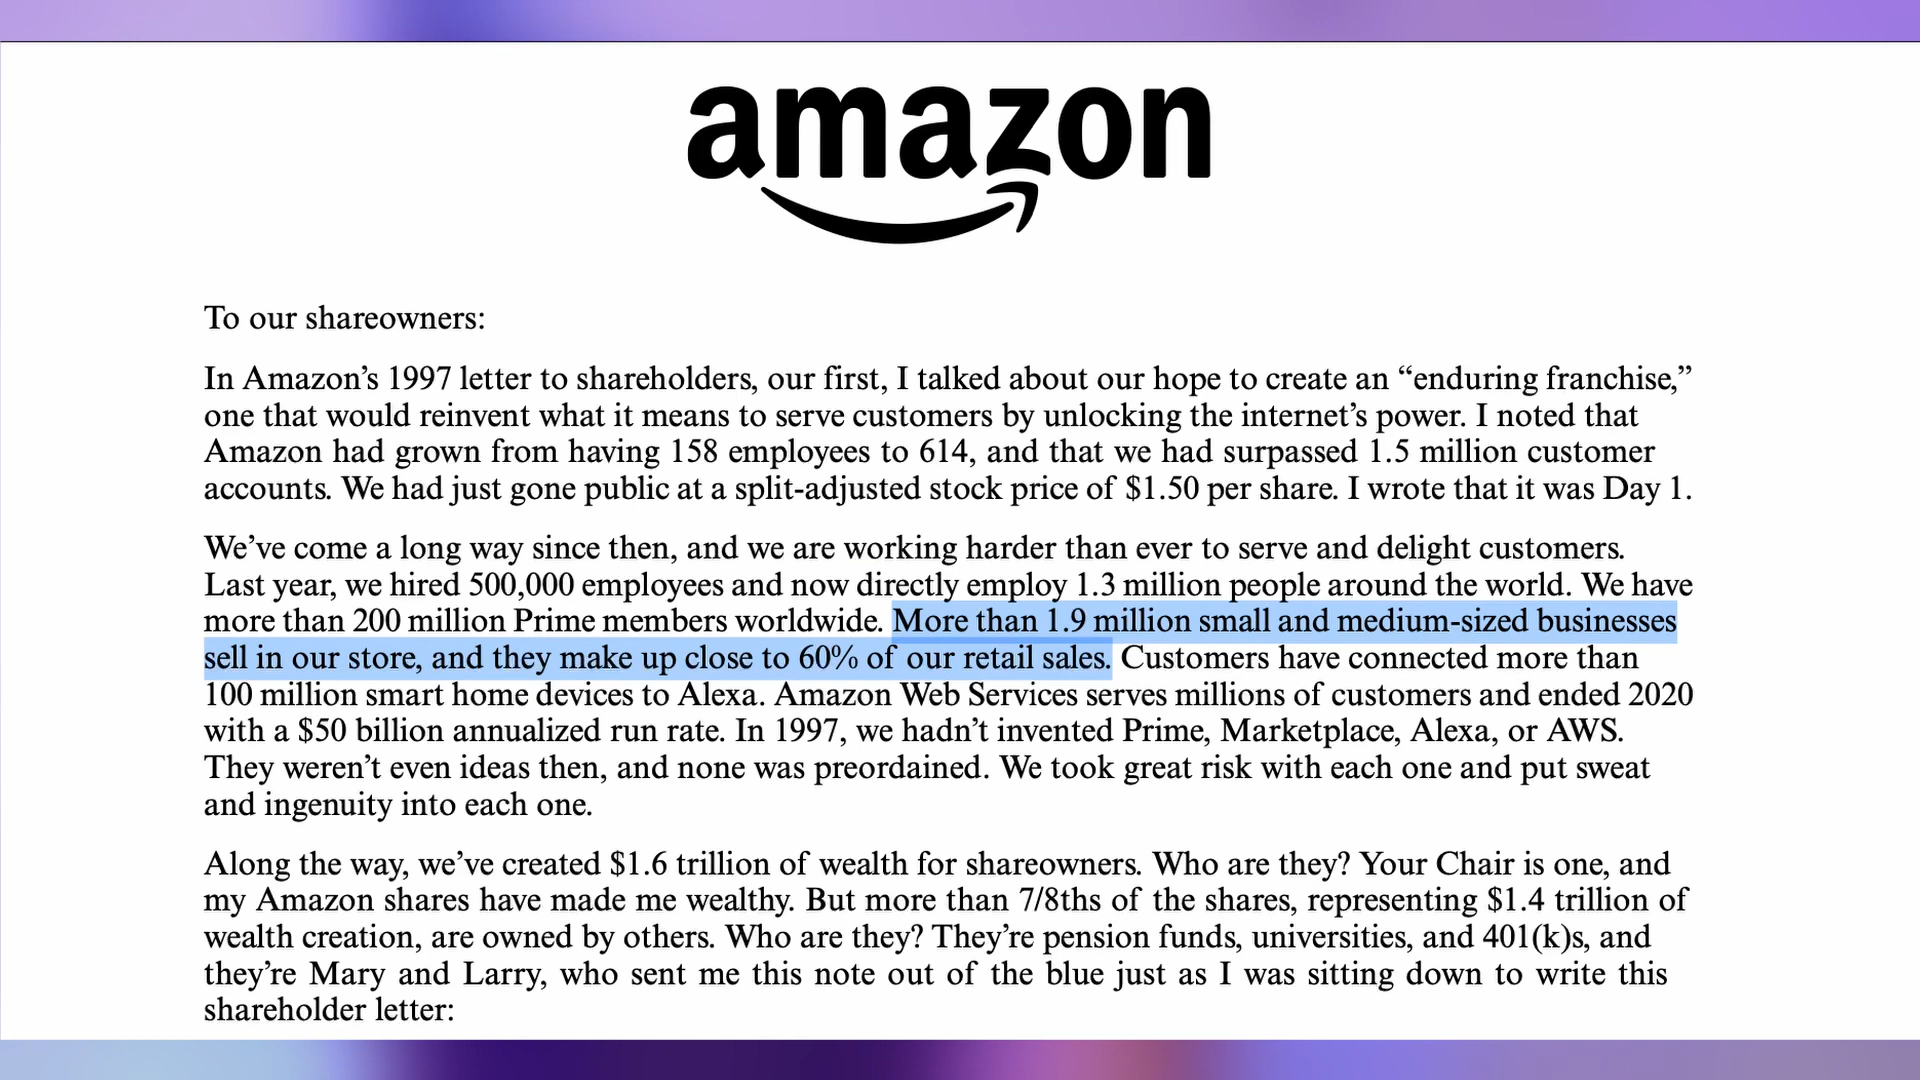 amazon
To our shareowners:
In Amazon’s 1997 letter to shareholders, our first, I talked about our hope to create an “enduring franchise,”
one that would reinvent what it means to serve customers by unlocking the internet’s power. I noted that
Amazon had grown from having 158 employees to 614, and that we had surpassed 1.5 million customer
accounts. We had just gone public at a split-adjusted stock price of $1.50 per share. I wrote that it was Day 1.
We’ve come a long way since then, and we are working harder than ever to serve and delight customers.
Last year, we hired 500,000 employees and now directly employ 1.3 million people around the world. We have
more than 200 million Prime members worldwide. More than 1.9 million small and medium-sized businesses
sell in our store, and they make up close to 60% of our retail sales. Customers have connected more than
100 million smart home devices to Alexa. Amazon Web Services serves millions of customers and ended 2020
with a $50 billion annualized run rate. In 1997, we hadn’t invented Prime, Marketplace, Alexa, or AWS.
They weren’t even ideas then, and none was preordained. We took great risk with each one and put sweat
and ingenuity into each one.
Along the way, we’ve created $1.6 trillion of wealth for shareowners. Who are they? Your Chair is one, and
my Amazon shares have made me wealthy. But more than 7/8ths of the shares, representing $1.4 trillion of
wealth creation, are owned by others. Who are they? They’re pension funds, universities, and 401(k)s, and
they’re Mary and Larry, who sent me this note out of the blue just as I was sitting down to write this
shareholder letter: